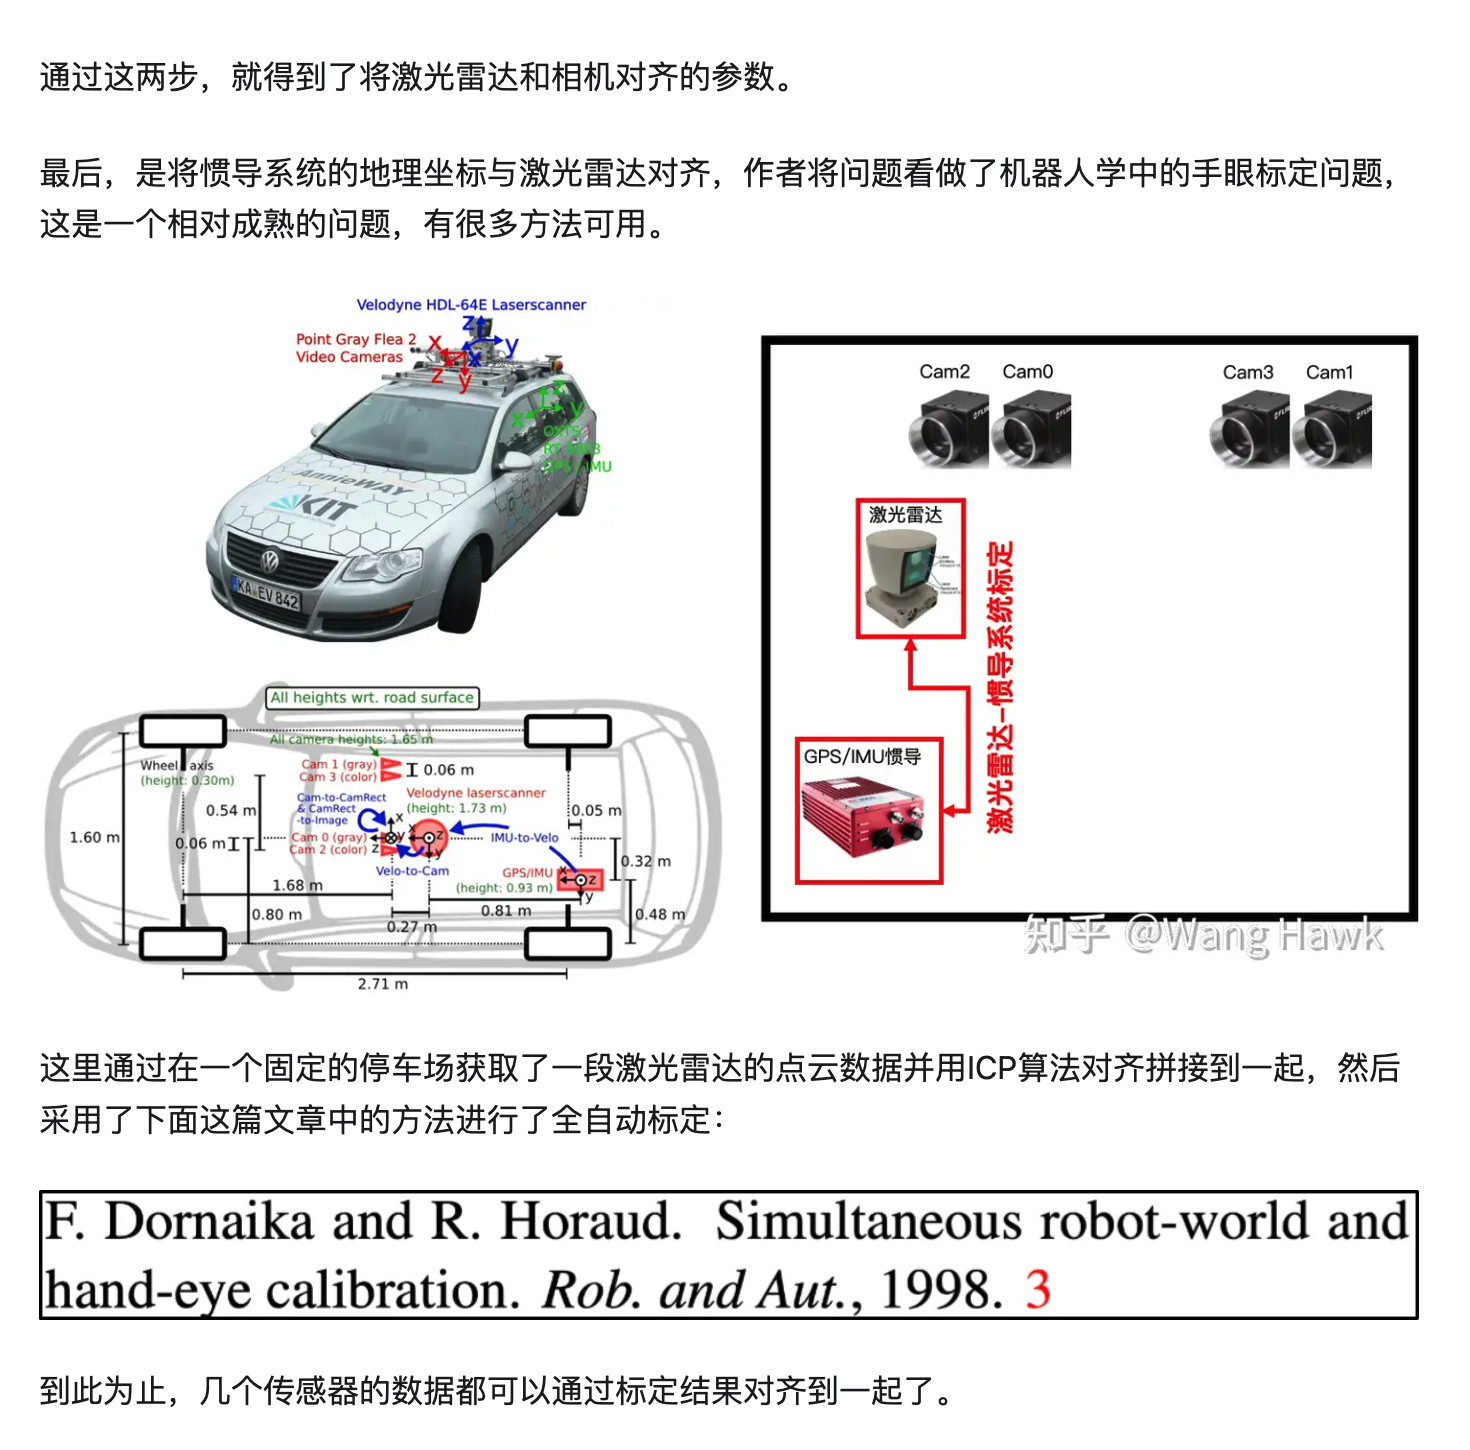 通过这两步，就得到了将激光雷达和相机对齐的参数。
最后，是将惯导系统的地理坐标与激光雷达对齐，作者将问题看做了机器人学中的手眼标定问题，
这是一个相对成熟的问题，有很多方法可用。
Velodyne HDL-64E Laserscanner
Point Gray Flea 2
Video Cameras
z
x
y
x
z
y
z
x
y
OXTS
RT 3003
GPS / IMU
AnnieWAY
KIT
KA EV 842
All heights wrt. road surface
All camera heights: 1.65 m
Wheel axis
(height: 0.30m)
Cam 1 (gray)
Cam 3 (color)
0.06 m
Cam-to-CamRect
& CamRect
-to-Image
Velodyne laserscanner
(height: 1.73 m)
0.54 m
0.05 m
1.60 m
0.06 m
Cam 0 (gray)
Cam 2 (color)
x
y
z
x
z
y
IMU-to-Velo
Velo-to-Cam
0.32 m
GPS/IMU
(height: 0.93 m)
x
z
y
1.68 m
0.80 m
0.27 m
0.81 m
0.48 m
2.71 m
Cam2
Cam0
Cam3
Cam1
激光雷达
激光雷达-惯导系统标定
GPS/IMU惯导
知乎 @Wang Hawk
这里通过在一个固定的停车场获取了一段激光雷达的点云数据并用ICP算法对齐拼接到一起，然后
采用了下面这篇文章中的方法进行了全自动标定：
F. Dornaika and R. Horaud. Simultaneous robot-world and
hand-eye calibration. Rob. and Aut., 1998. 3
到此为止，几个传感器的数据都可以通过标定结果对齐到一起了。